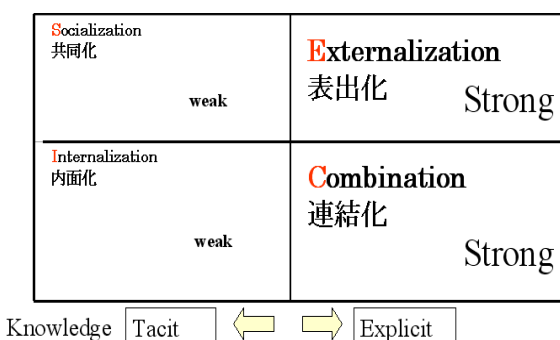 Socialization
共同化
weak
Externalization
表出化
Strong
Internalization
内面化
weak
Combination
連結化
Strong
Knowledge Tacit Explicit